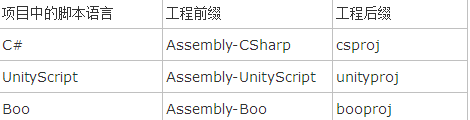 项目中的脚本语言 工程前缀 工程后缀
C# Assembly-CSharp csproj
UnityScript Assembly-UnityScript unityproj
Boo Assembly-Boo booproj